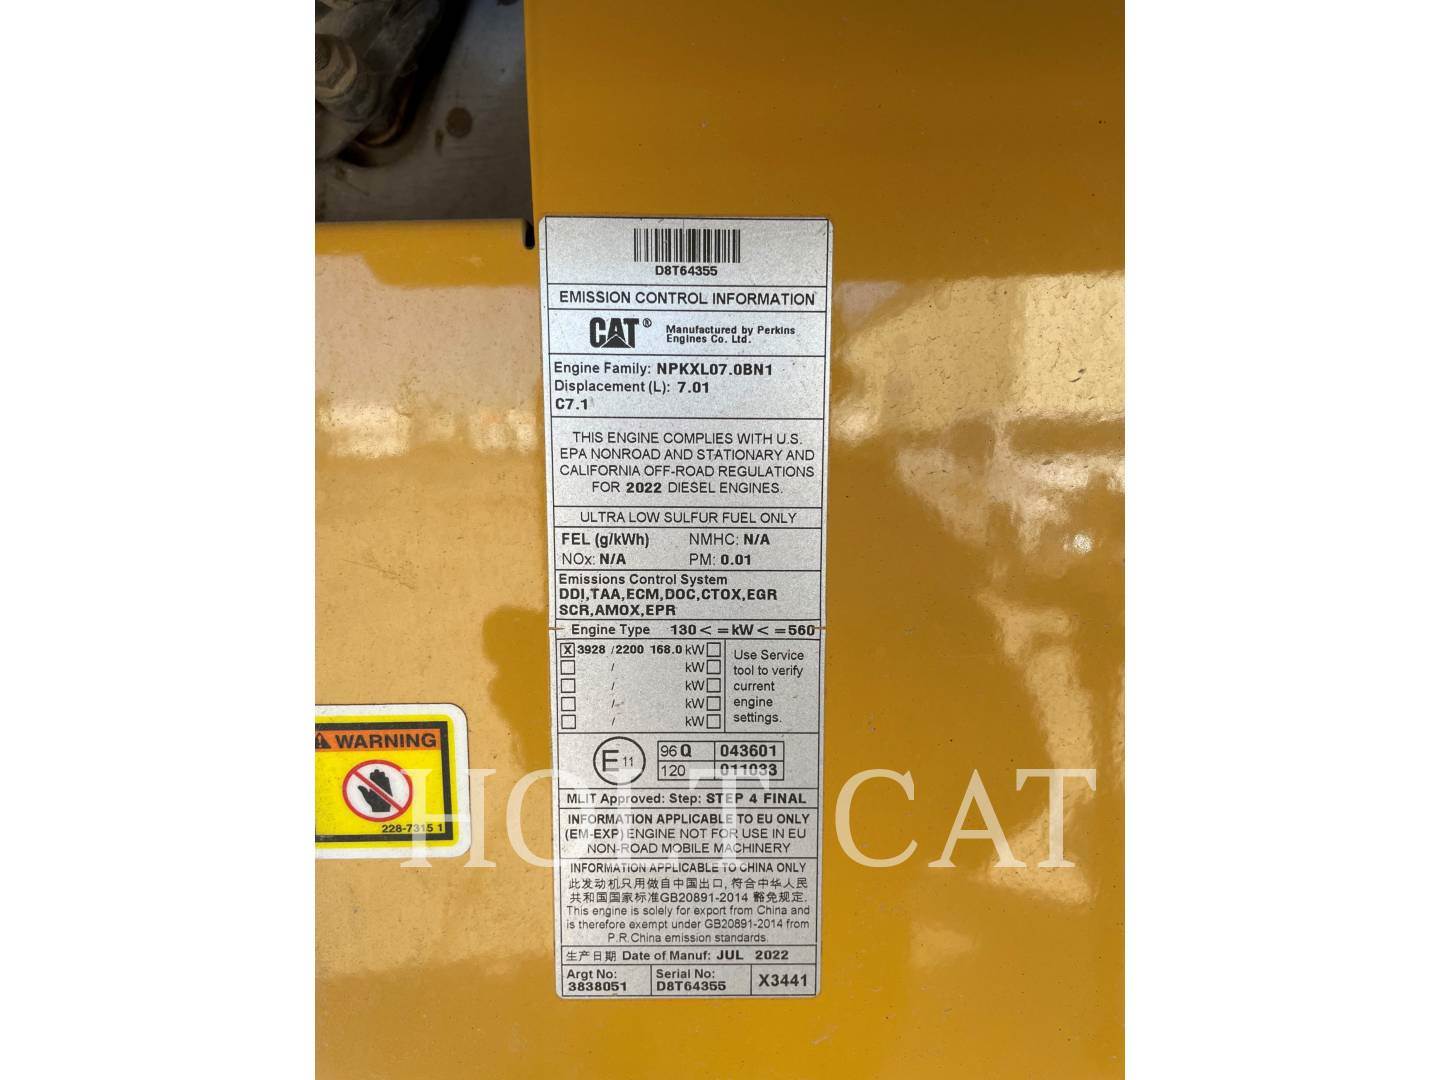 D8T64355
EMISSION CONTROL INFORMATION
CAT® Manufactured by Perkins
Engines Co. Ltd.
Engine Family: NPKXL07.0BN1
Displacement (L): 7.01
C7.1
THIS ENGINE COMPLIES WITH U.S.
EPA NONROAD AND STATIONARY AND
CALIFORNIA OFF-ROAD REGULATIONS
FOR 2022 DIESEL ENGINES.
ULTRA LOW SULFUR FUEL ONLY
FEL (g/kWh) NMHC: N/A
NOx: N/A PM: 0.01
Emissions Control System
DDI,TAA,ECM,DOC,CTOX,EGR
SCR,AMOX,EPR
Engine Type 130 < = kW < = 560
X 3928 / 2200 168.0 kW
/ kW
/ kW
/ kW
/ kW
Use Service
tool to verify
current
engine
settings.
E 11
96 Q 043601
120 011033
MLIT Approved: Step: STEP 4 FINAL
INFORMATION APPLICABLE TO EU ONLY
(EM-EXP) ENGINE NOT FOR USE IN EU
NON-ROAD MOBILE MACHINERY
INFORMATION APPLICABLE TO CHINA ONLY
此发动机只用做自中国出口, 符合中华人民
共和国国家标准GB20891-2014 豁免规定.
This engine is solely for export from China and
is therefore exempt under GB20891-2014 from
P.R.China emission standards.
生产日期 Date of Manuf: JUL 2022
Argt No:
3838051
Serial No:
D8T64355
X3441
WARNING
228-7315 1
HOLT CAT